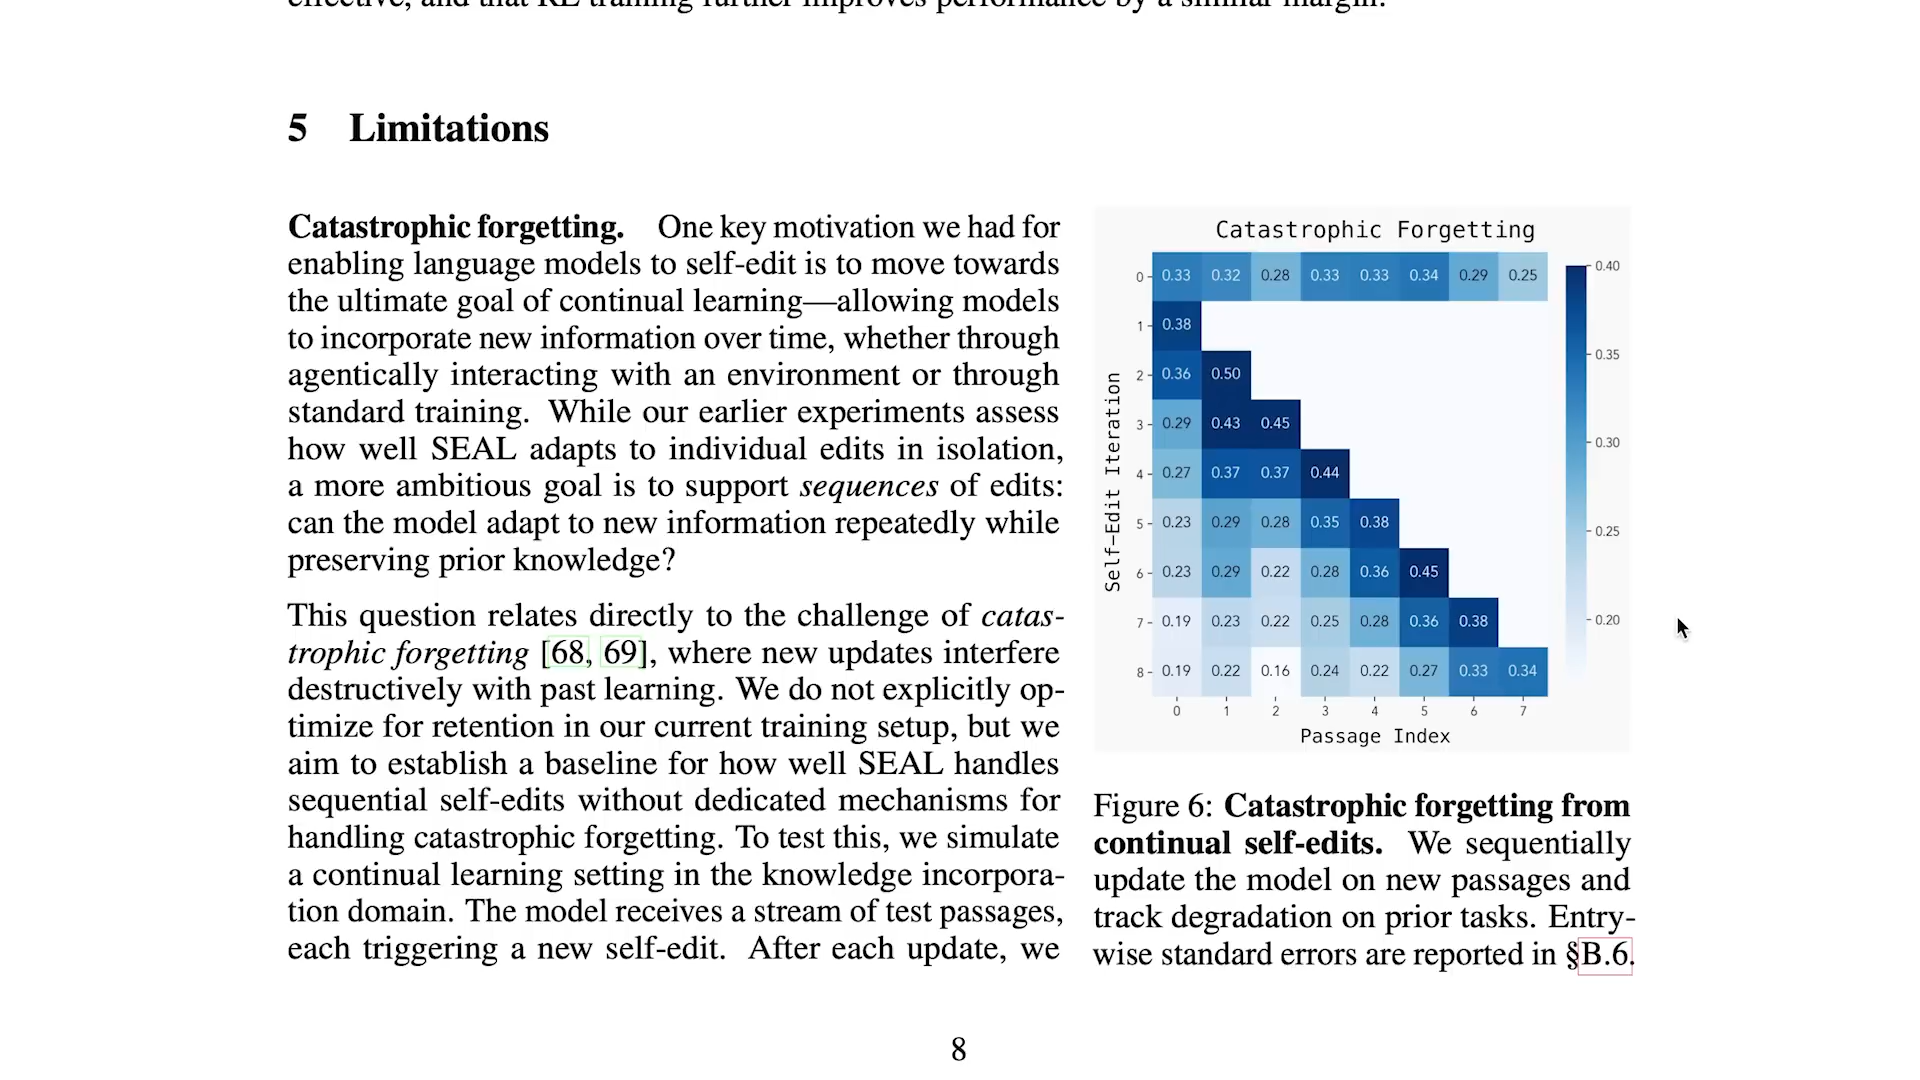 effective, and that RL training further improves performance by a similar margin.
5 Limitations
Catastrophic forgetting. One key motivation we had for
enabling language models to self-edit is to move towards
the ultimate goal of continual learning—allowing models
to incorporate new information over time, whether through
agentically interacting with an environment or through
standard training. While our earlier experiments assess
how well SEAL adapts to individual edits in isolation,
a more ambitious goal is to support sequences of edits:
can the model adapt to new information repeatedly while
preserving prior knowledge?
This question relates directly to the challenge of catas-
trophic forgetting [68, 69], where new updates interfere
destructively with past learning. We do not explicitly op-
timize for retention in our current training setup, but we
aim to establish a baseline for how well SEAL handles
sequential self-edits without dedicated mechanisms for
handling catastrophic forgetting. To test this, we simulate
a continual learning setting in the knowledge incorpora-
tion domain. The model receives a stream of test passages,
each triggering a new self-edit. After each update, we
Catastrophic Forgetting
Self-Edit Iteration
0 0.33 0.32 0.28 0.33 0.33 0.34 0.29 0.25
1 0.38
2 0.36 0.50
3 0.29 0.43 0.45
4 0.27 0.37 0.37 0.44
5 0.23 0.29 0.28 0.35 0.38
6 0.23 0.29 0.22 0.28 0.36 0.45
7 0.19 0.23 0.22 0.25 0.28 0.36 0.38
8 0.19 0.22 0.16 0.24 0.22 0.27 0.33 0.34
0 1 2 3 4 5 6 7
Passage Index
0.40
0.35
0.30
0.25
0.20
Figure 6: Catastrophic forgetting from
continual self-edits. We sequentially
update the model on new passages and
track degradation on prior tasks. Entry-
wise standard errors are reported in §B.6.
8